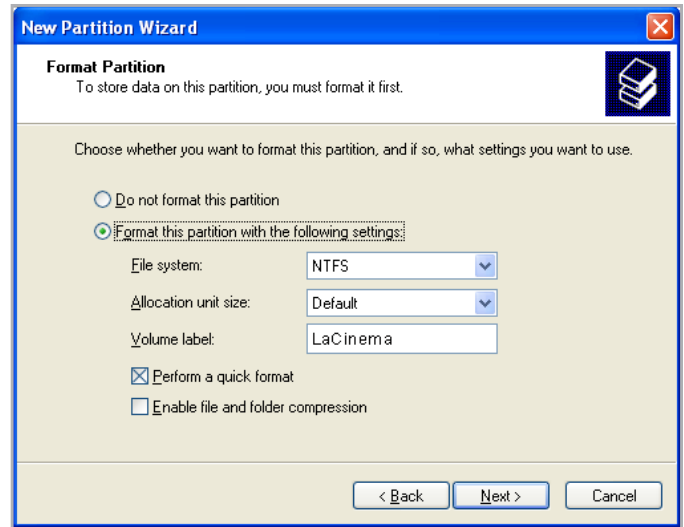 New Partition Wizard
Format Partition
To store data on this partition, you must format it first.
Choose whether you want to format this partition, and if so, what settings you want to use.
Do not format this partition
Format this partition with the following settings:
File system: NTFS
Allocation unit size: Default
Volume label: LaCinema
Perform a quick format
Enable file and folder compression
< Back Next > Cancel